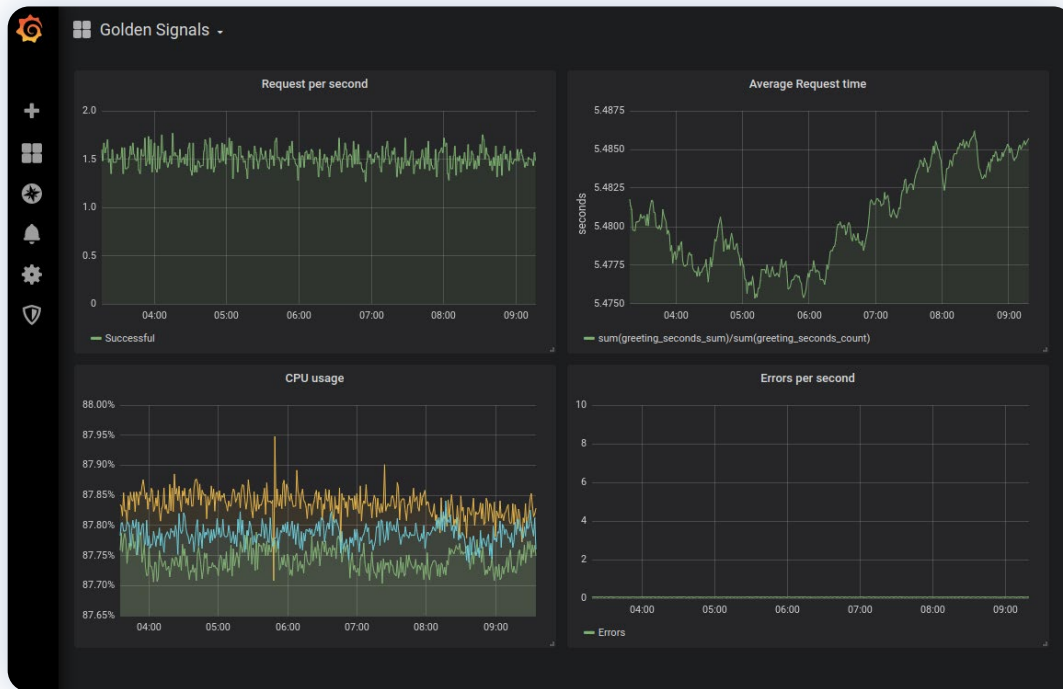 Golden Signals
Request per second
2.0
1.5
1.0
0.5
0
04:00 05:00 06:00 07:00 08:00 09:00
Successful
Average Request time
seconds
5.4875
5.4850
5.4825
5.4800
5.4775
5.4750
04:00 05:00 06:00 07:00 08:00 09:00
sum(greeting_seconds_sum)/sum(greeting_seconds_count)
CPU usage
88.00%
87.95%
87.90%
87.85%
87.80%
87.75%
87.70%
87.65%
04:00 05:00 06:00 07:00 08:00 09:00
Errors per second
10
8
6
4
2
0
04:00 05:00 06:00 07:00 08:00 09:00
Errors